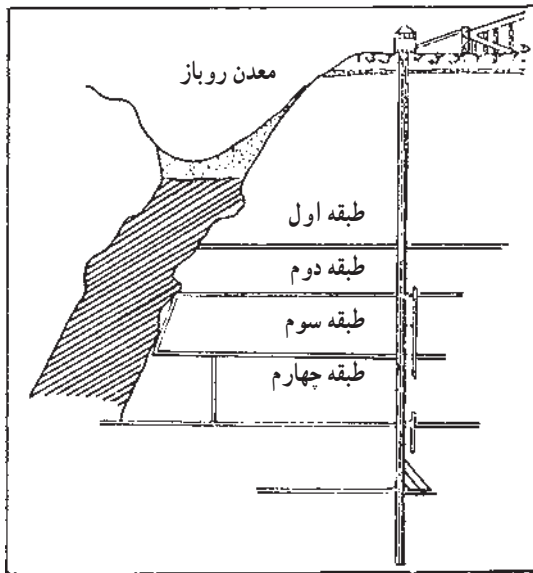 معدن روباز
طبقه اول
طبقه دوم
طبقه سوم
طبقه چهارم